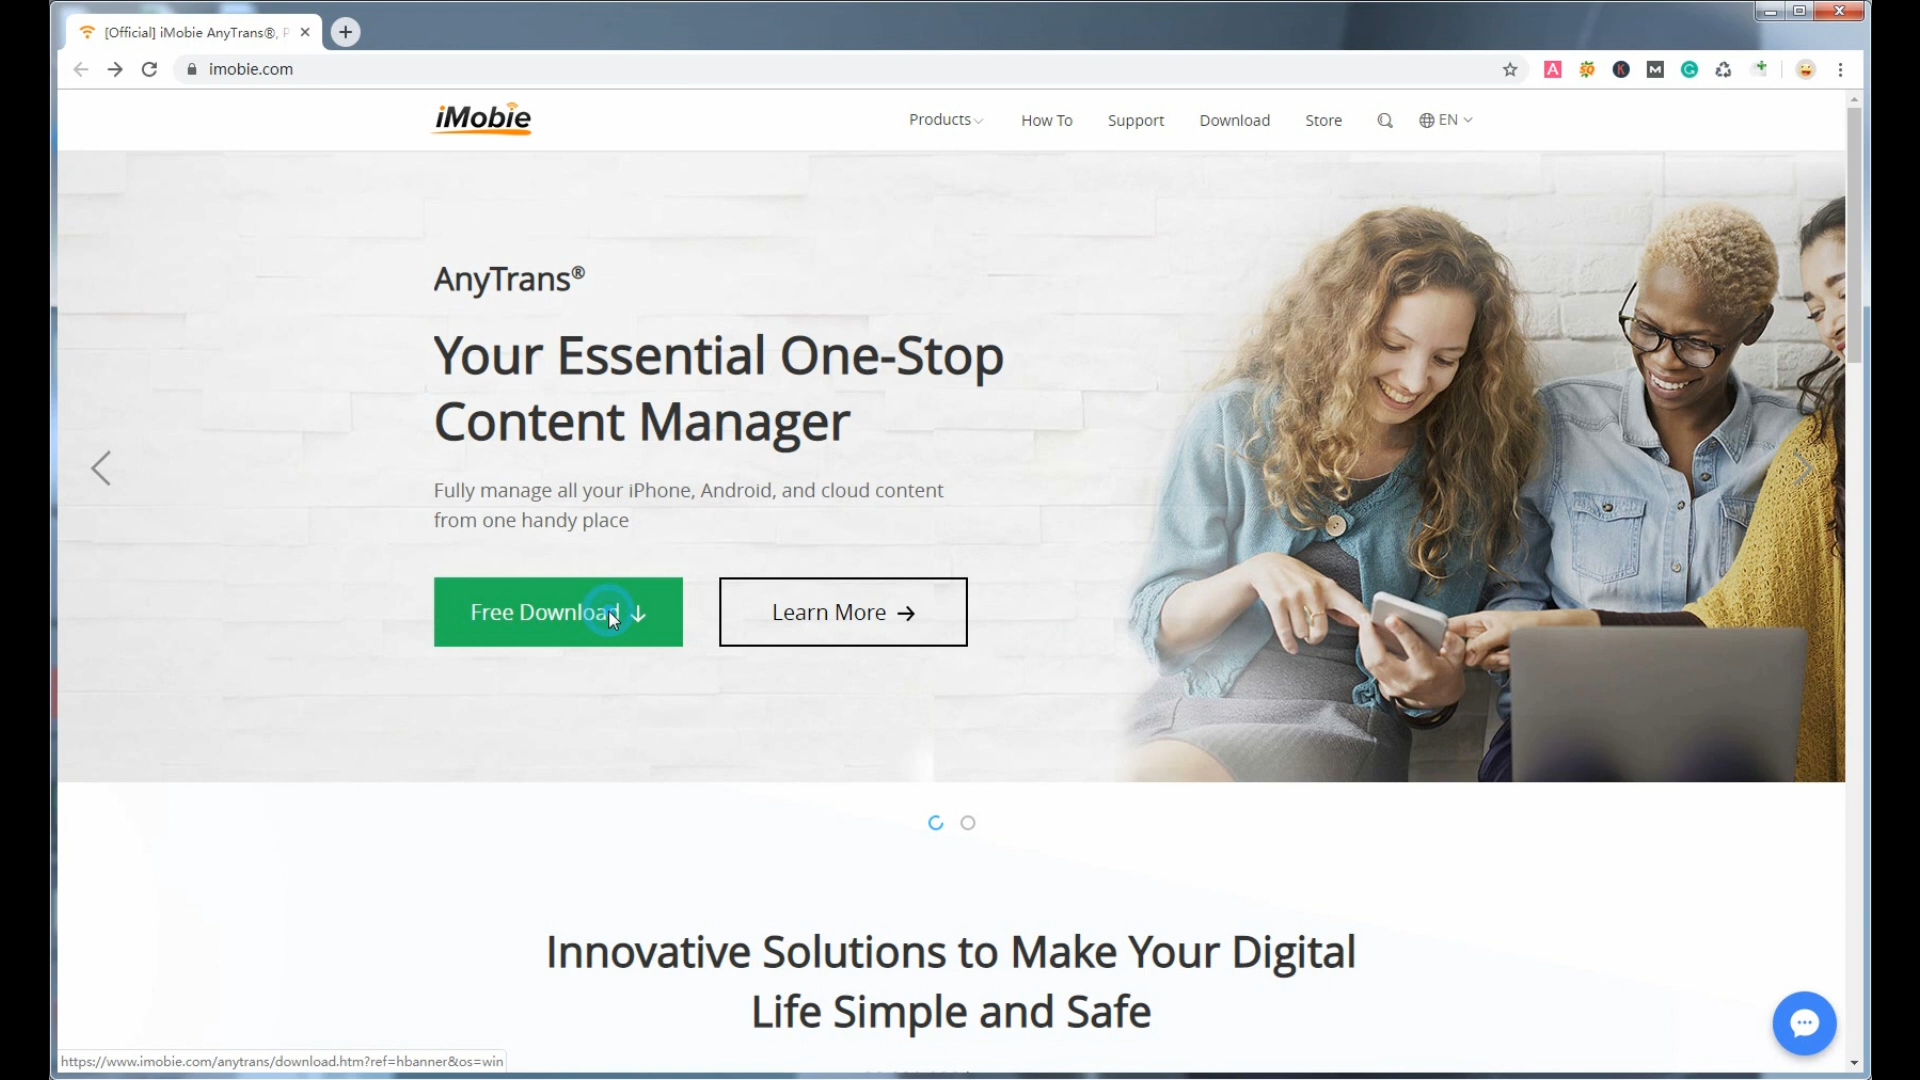 [Official] iMobie AnyTrans®, P
imobie.com
iMobie
Products
How To
Support
Download
Store
EN
AnyTrans®
Your Essential One-Stop
Content Manager
Fully manage all your iPhone, Android, and cloud content
from one handy place
Free Download
Learn More
Innovative Solutions to Make Your Digital
Life Simple and Safe
https://www.imobie.com/anytrans/download.htm?ref=hbanner&os=win